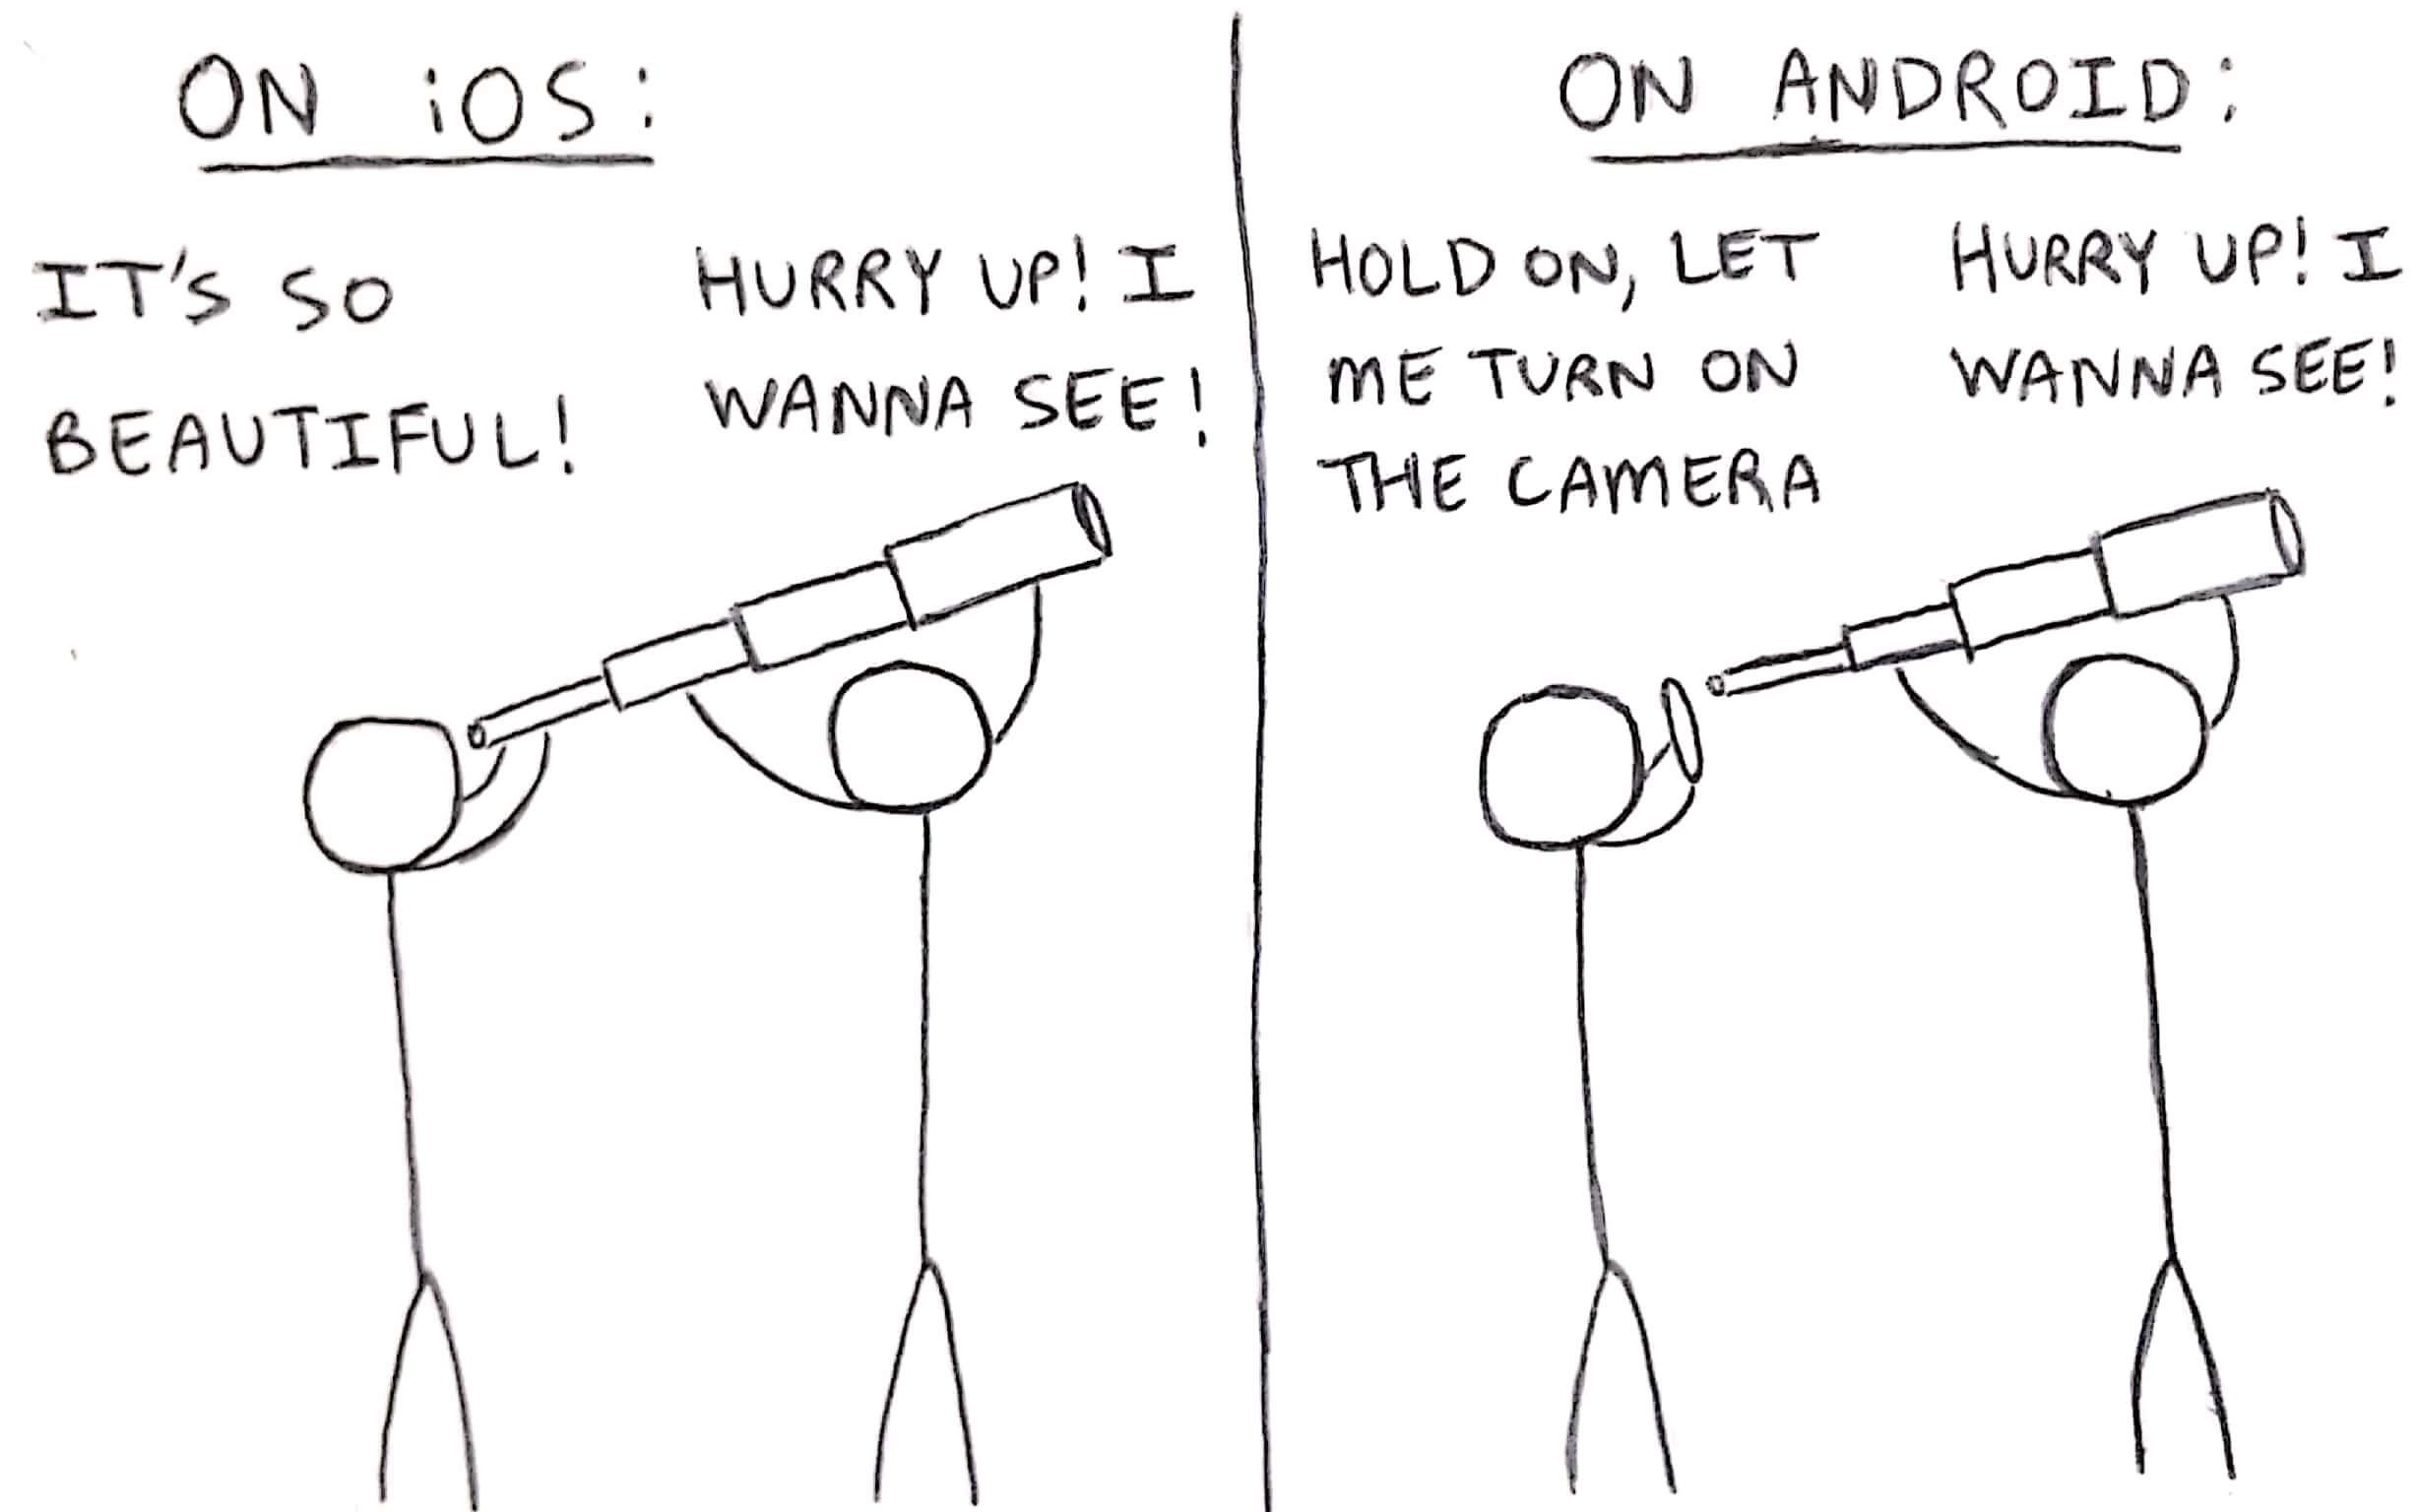 ON iOS:
IT'S SO
BEAUTIFUL!
HURRY UP! I
WANNA SEE!
ON ANDROID:
HOLD ON, LET
ME TURN ON
THE CAMERA
HURRY UP! I
WANNA SEE!